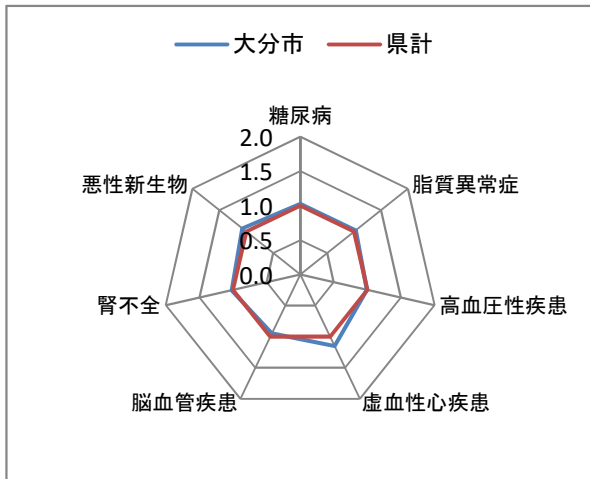 大分市 県計
糖尿病
2.0
1.5
1.0
0.5
0.0
脂質異常症
高血圧性疾患
虚血性心疾患
脳血管疾患
腎不全
悪性新生物